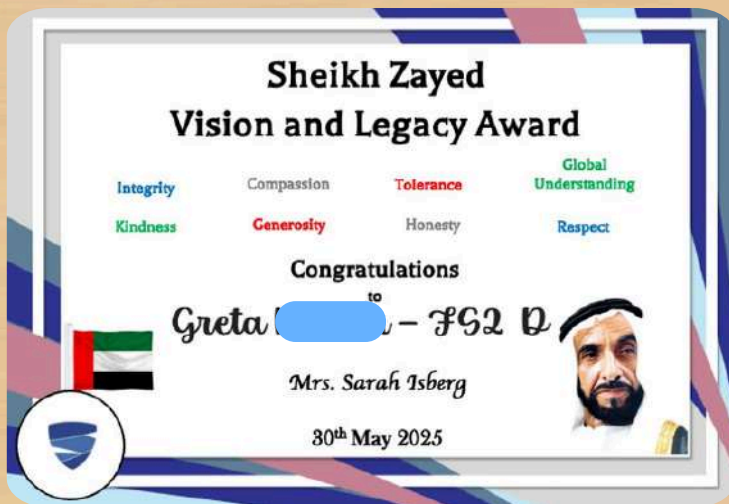 Sheikh Zayed
Vision and Legacy Award
Integrity Compassion Tolerance Global Understanding
Kindness Generosity Honesty Respect
Congratulations
to
Greta – FS2 D
Mrs. Sarah Isberg
30th May 2025